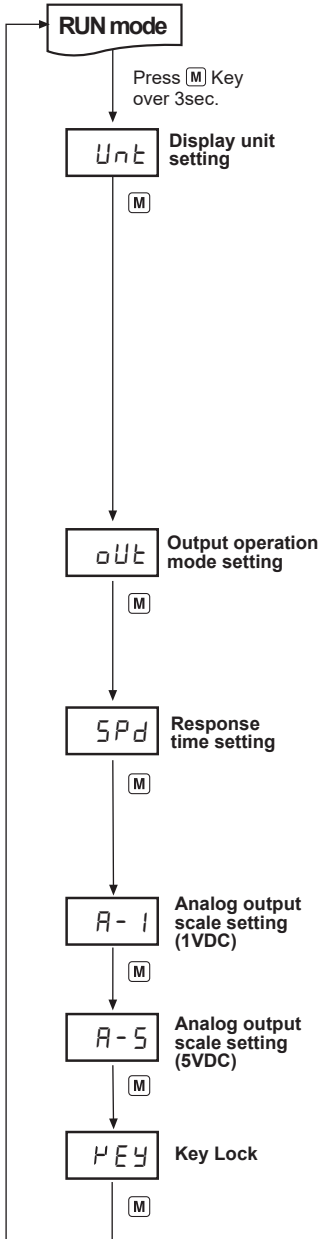 RUN mode
Press M Key
over 3sec.
Unt
Display unit
setting
M
oUt
Output operation
mode setting
M
SPd
Response
time setting
M
A-1
Analog output
scale setting
(1VDC)
M
A-5
Analog output
scale setting
(5VDC)
M
KEY
Key Lock
M